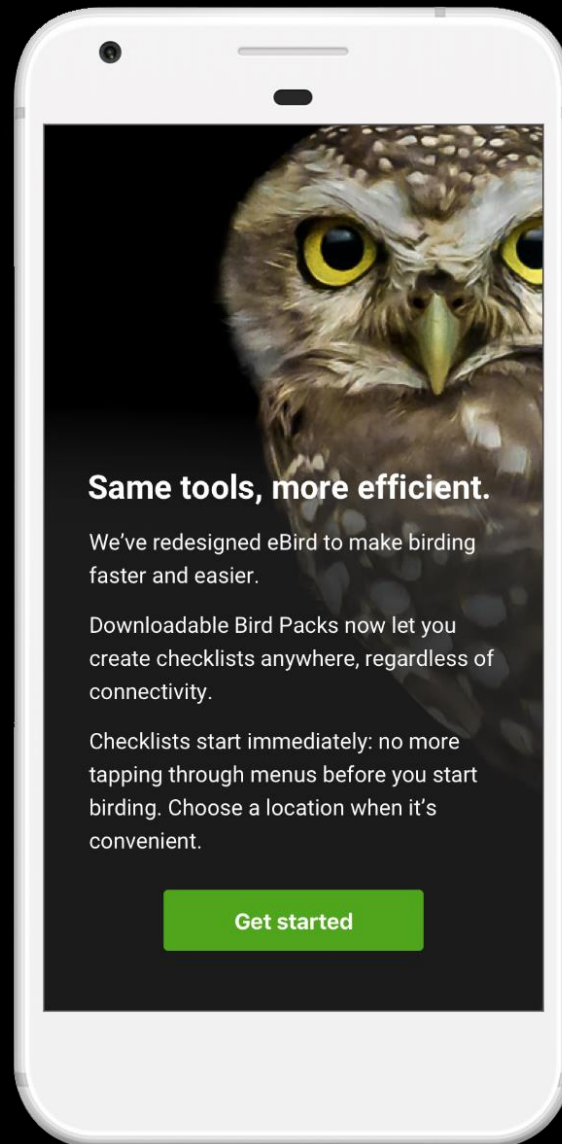 Same tools, more efficient.
We’ve redesigned eBird to make birding
faster and easier.
Downloadable Bird Packs now let you
create checklists anywhere, regardless of
connectivity.
Checklists start immediately: no more
tapping through menus before you start
birding. Choose a location when it’s
convenient.
Get started